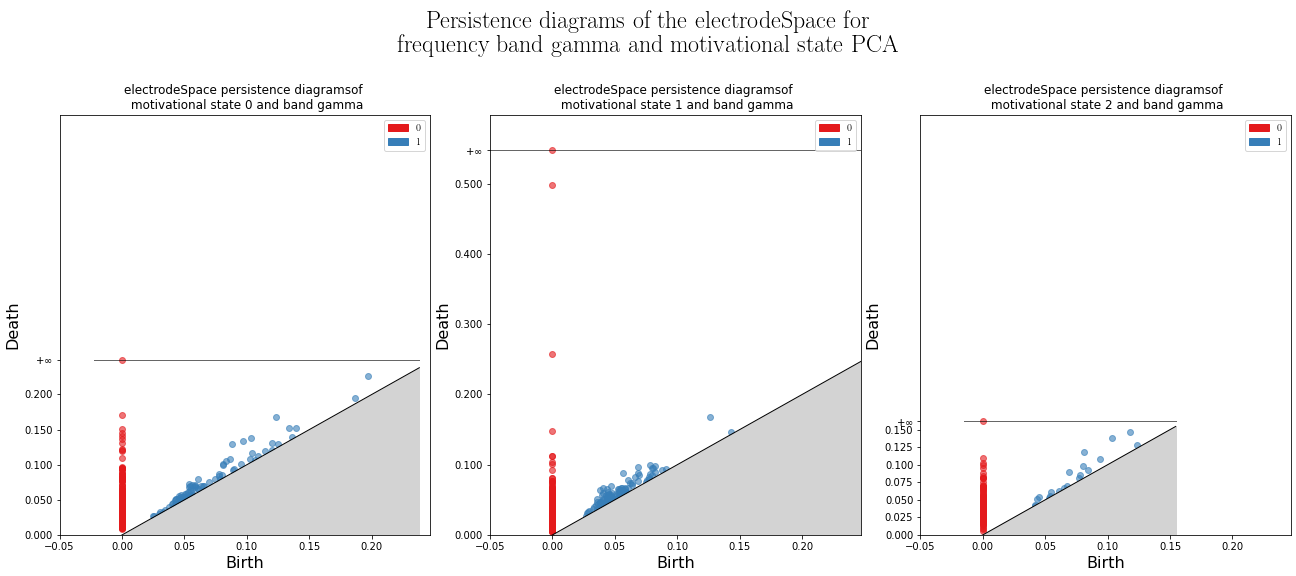 Persistence diagrams of the electrodeSpace for
frequency band gamma and motivational state PCA
electrodeSpace persistence diagramsof
motivational state 0 and band gamma
0
1
+∞
0.200
0.150
0.100
0.050
0.000
−0.05 0.00 0.05 0.10 0.15 0.20
Death
Birth
electrodeSpace persistence diagramsof
motivational state 1 and band gamma
0
1
+∞
0.500
0.400
0.300
0.200
0.100
0.000
−0.05 0.00 0.05 0.10 0.15 0.20
Death
Birth
electrodeSpace persistence diagramsof
motivational state 2 and band gamma
0
1
+∞
0.150
0.125
0.100
0.075
0.050
0.025
0.000
−0.05 0.00 0.05 0.10 0.15 0.20
Death
Birth